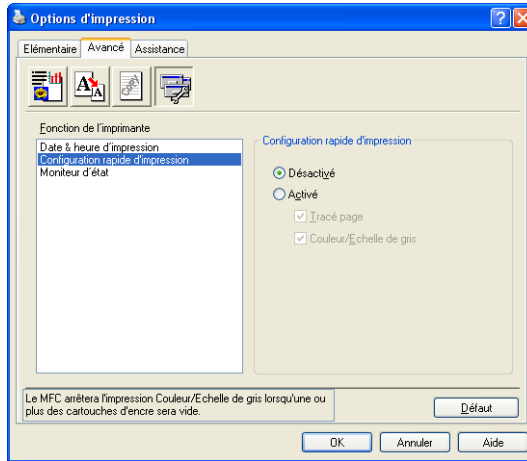 Options d'impression
Elémentaire Avancé Assistance
Fonction de l'imprimante
Date & heure d'impression
Configuration rapide d'impression
Moniteur d'état
Configuration rapide d'impression
Désactivé
Activé
Tracé page
Couleur/Echelle de gris
Le MFC arrêtera l'impression Couleur/Echelle de gris lorsqu'une ou
plus des cartouches d'encre sera vide.
Défaut
OK Annuler Aide